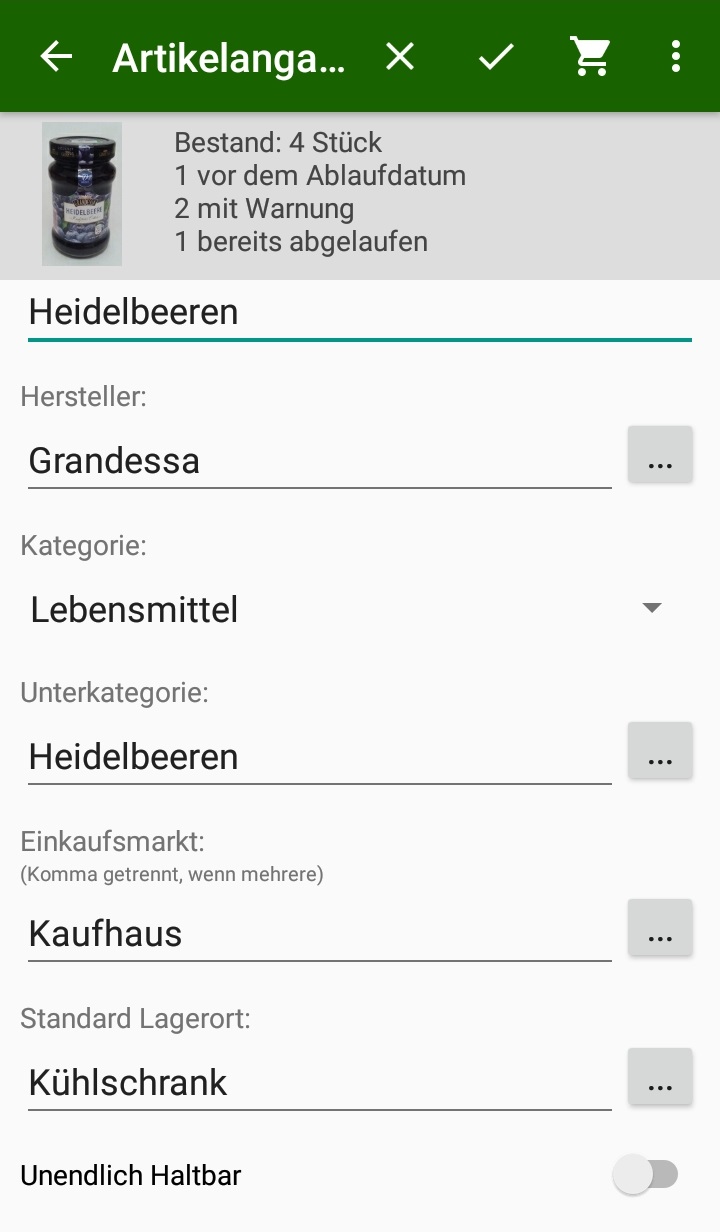 Artikelanga...
Bestand: 4 Stück
1 vor dem Ablaufdatum
2 mit Warnung
1 bereits abgelaufen
HEIDELBEERE
Heidelbeeren
Hersteller:
Grandessa
...
Kategorie:
Lebensmittel
Unterkategorie:
Heidelbeeren
...
Einkaufsmarkt:
(Komma getrennt, wenn mehrere)
Kaufhaus
...
Standard Lagerort:
Kühlschrank
...
Unendlich Haltbar